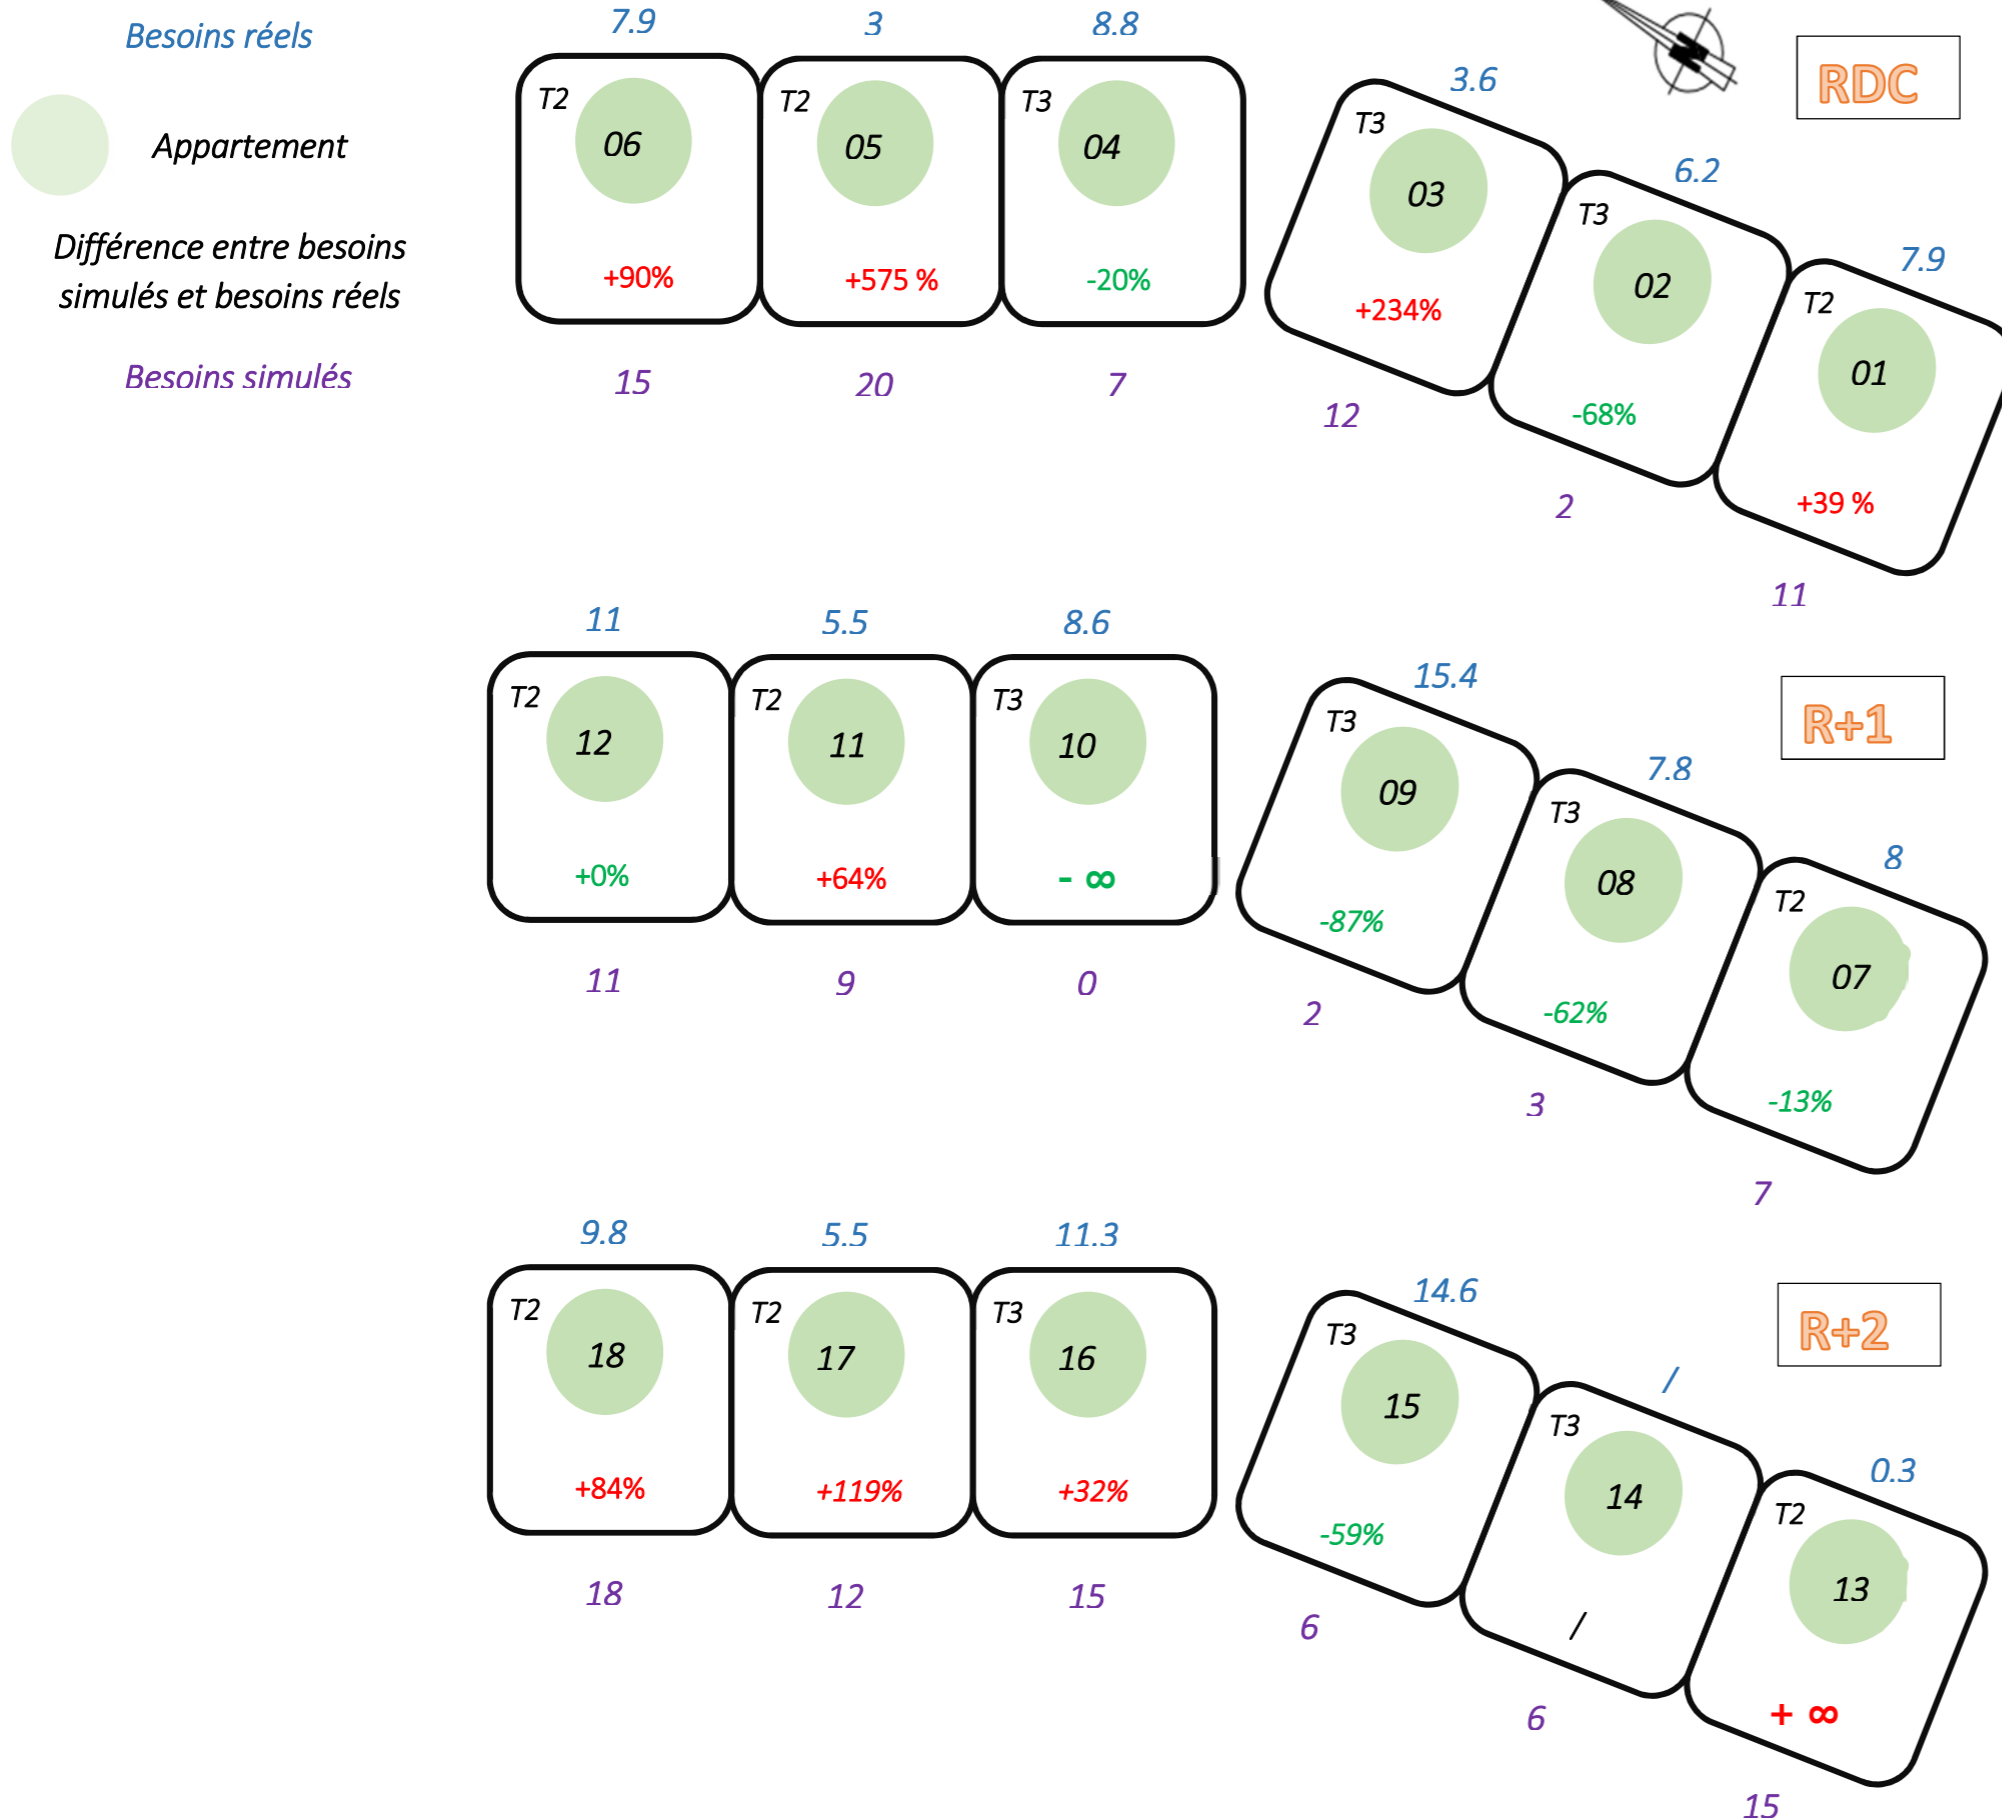 Besoins réels
Appartement
Différence entre besoins
simulés et besoins réels
Besoins simulés
RDC
7.9
3
8.8
3.6
6.2
7.9
T2
06
+90%
T2
05
+575 %
T3
04
-20%
T3
03
+234%
T3
02
-68%
T2
01
+39 %
15
20
7
12
2
11
R+1
11
5.5
8.6
15.4
7.8
8
T2
12
+0%
T2
11
+64%
T3
10
- ∞
T3
09
-87%
T3
08
-62%
T2
07
-13%
11
9
0
2
3
7
R+2
9.8
5.5
11.3
14.6
/
0.3
T2
18
+84%
T2
17
+119%
T3
16
+32%
T3
15
-59%
T3
14
/
T2
13
+ ∞
18
12
15
6
6
15